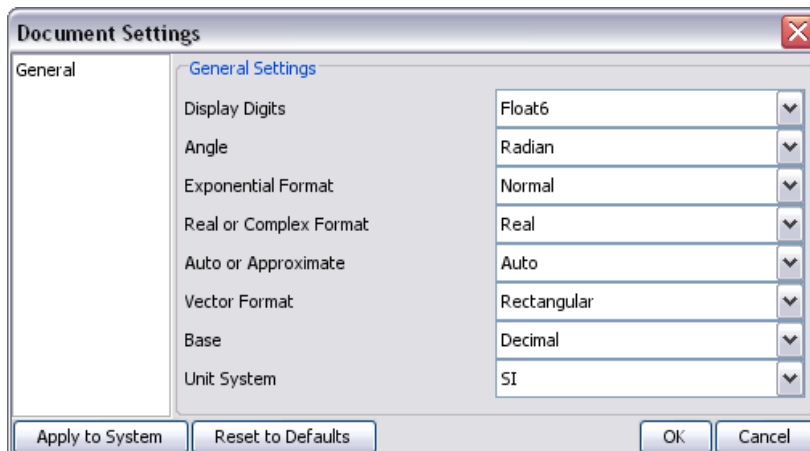 Document Settings
General
General Settings
Display Digits Float6
Angle Radian
Exponential Format Normal
Real or Complex Format Real
Auto or Approximate Auto
Vector Format Rectangular
Base Decimal
Unit System SI
Apply to System Reset to Defaults OK Cancel